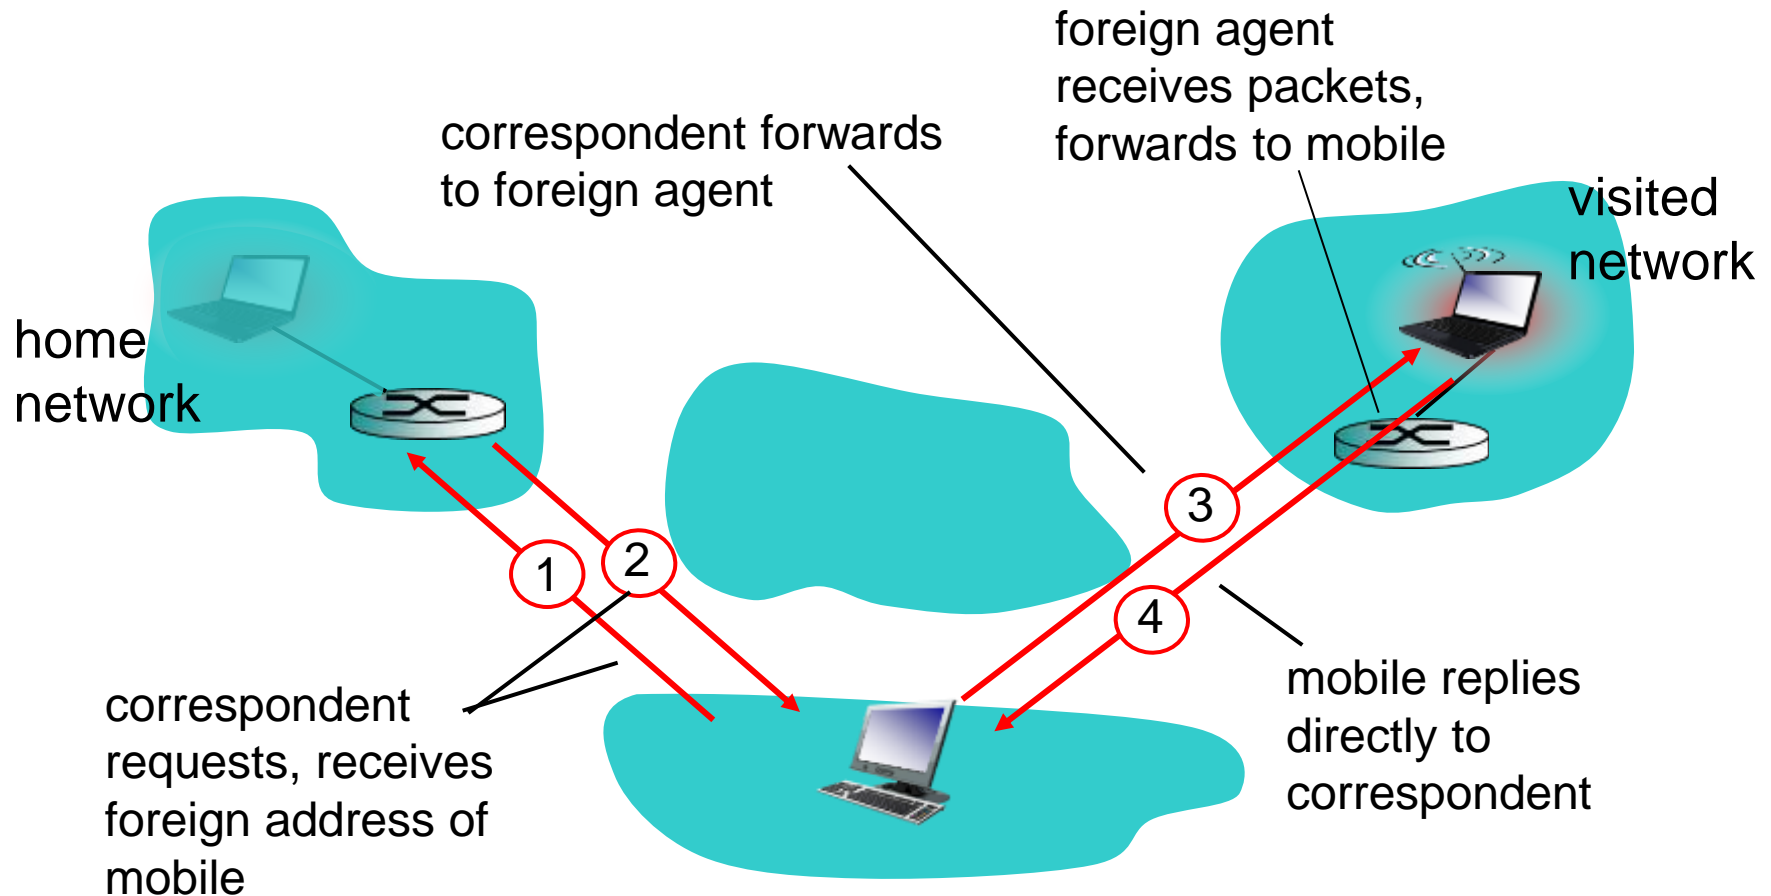 foreign agent
receives packets,
forwards to mobile
correspondent forwards
to foreign agent
visited
network
home
network
3
2
1
4
correspondent
requests, receives
foreign address of
mobile
mobile replies
directly to
correspondent